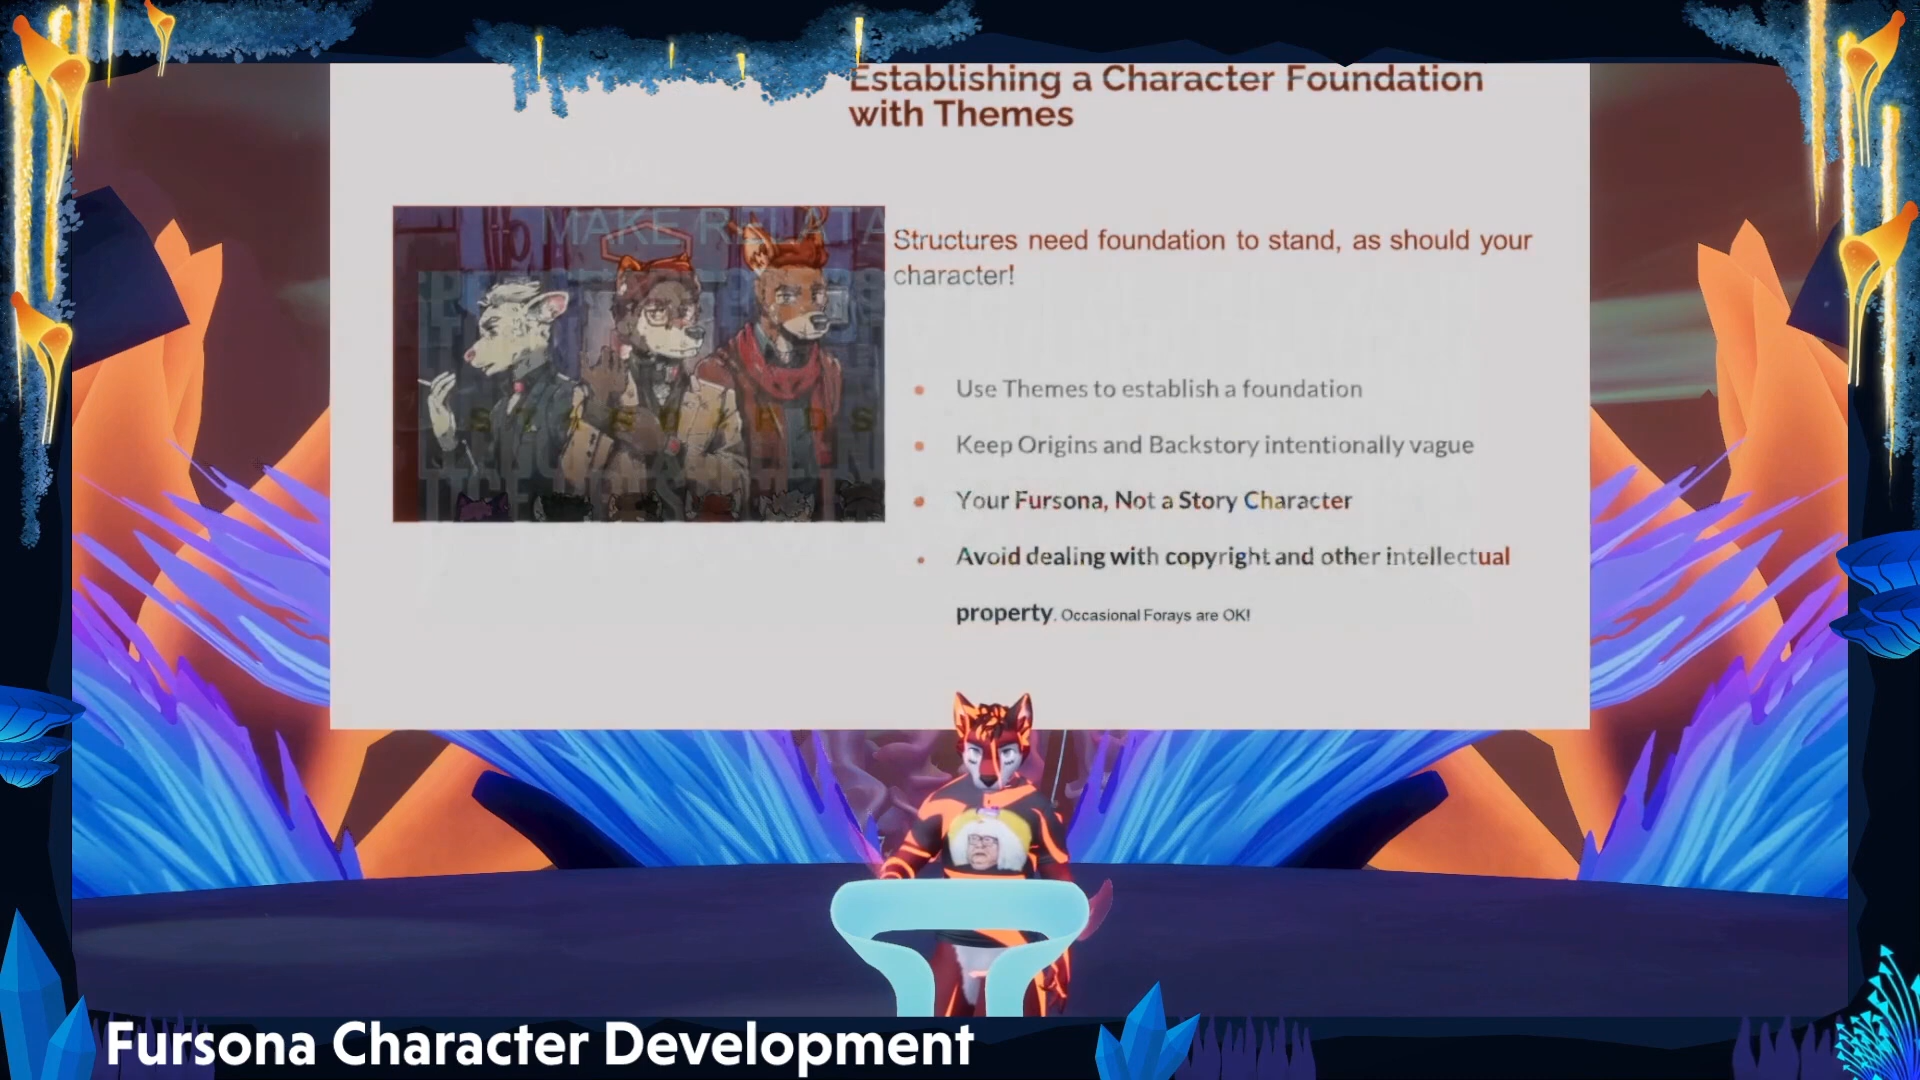 Establishing a Character Foundation
with Themes
MAKE RELATA
Structures need foundation to stand, as should your
character!
Use Themes to establish a foundation
Keep Origins and Backstory intentionally vague
Your Fursona, Not a Story Character
Avoid dealing with copyright and other intellectual
property. Occasional Forays are OK!
Fursona Character Development